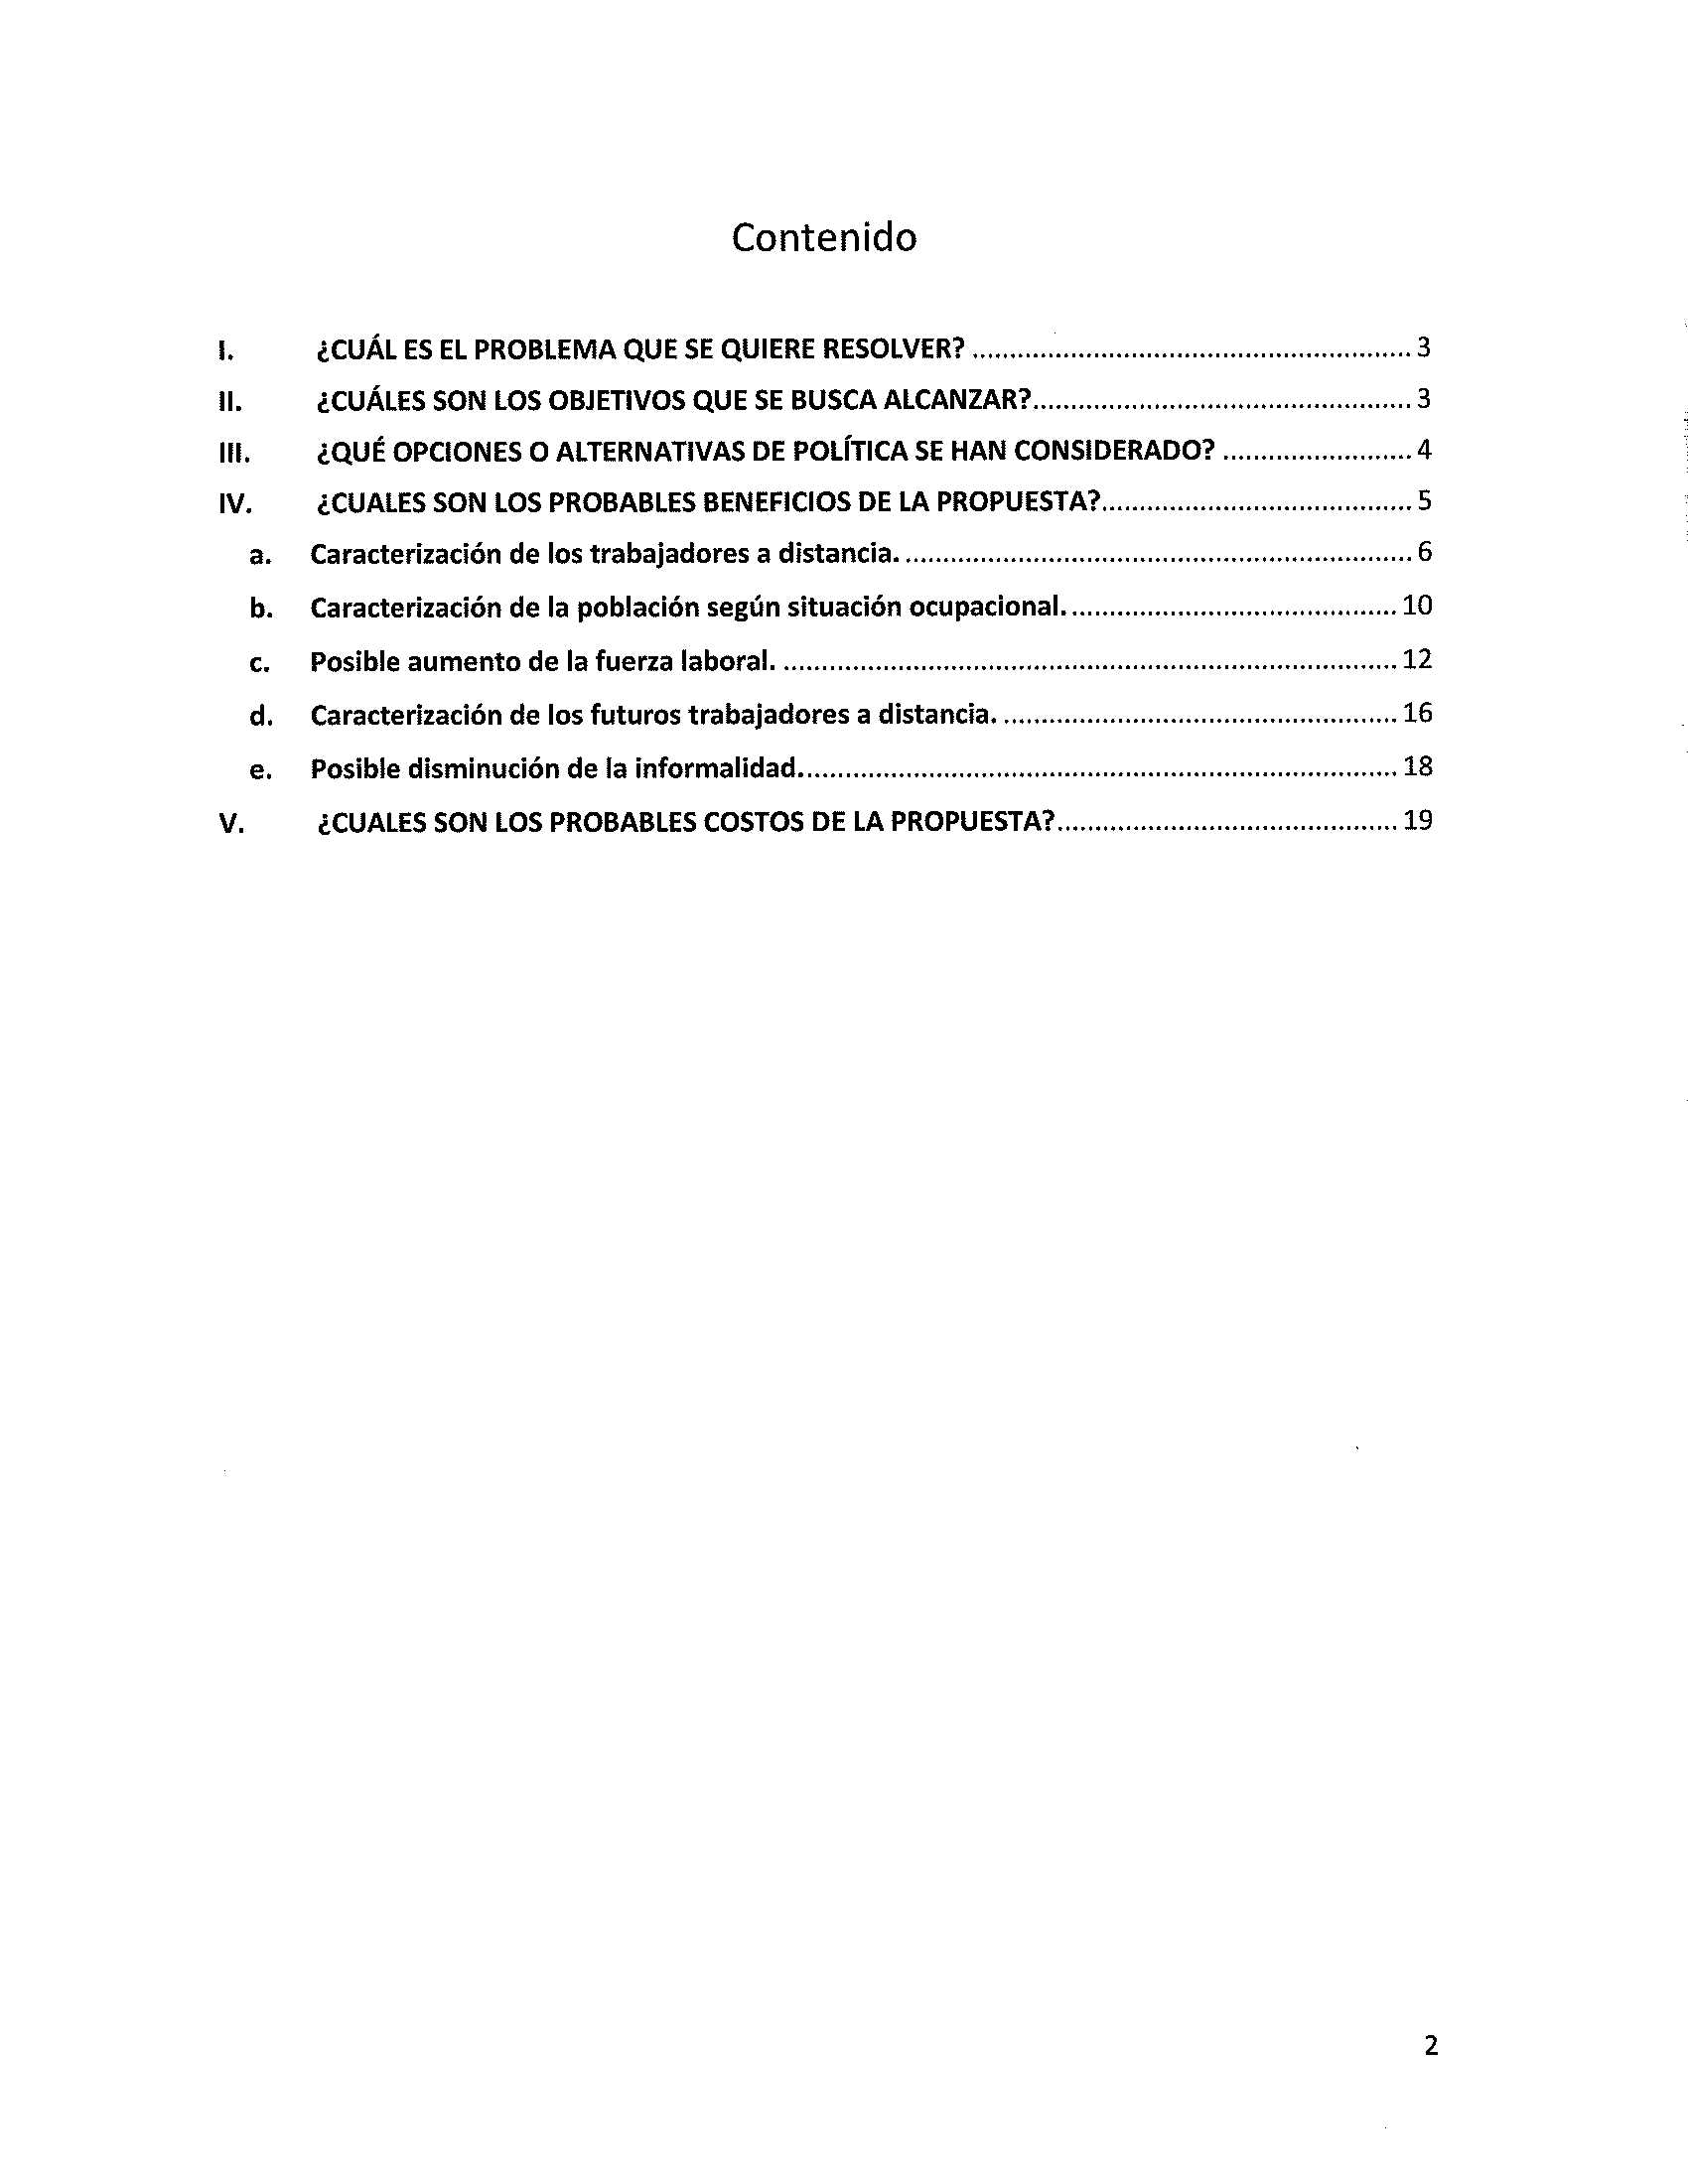 Contenido
I. ¿CUÁL ES EL PROBLEMA QUE SE QUIERE RESOLVER? ........................................................... 3
II. ¿CUÁLES SON LOS OBJETIVOS QUE SE BUSCA ALCANZAR?.................................................. 3
III. ¿QUÉ OPCIONES O ALTERNATIVAS DE POLÍTICA SE HAN CONSIDERADO? ......................... 4
IV. ¿CUALES SON LOS PROBABLES BENEFICIOS DE LA PROPUESTA?......................................... 5
a. Caracterización de los trabajadores a distancia. ................................................................... 6
b. Caracterización de la población según situación ocupacional. ........................................... 10
c. Posible aumento de la fuerza laboral. ................................................................................. 12
d. Caracterización de los futuros trabajadores a distancia. .................................................... 16
e. Posible disminución de la informalidad............................................................................... 18
V. ¿CUALES SON LOS PROBABLES COSTOS DE LA PROPUESTA?............................................. 19
2